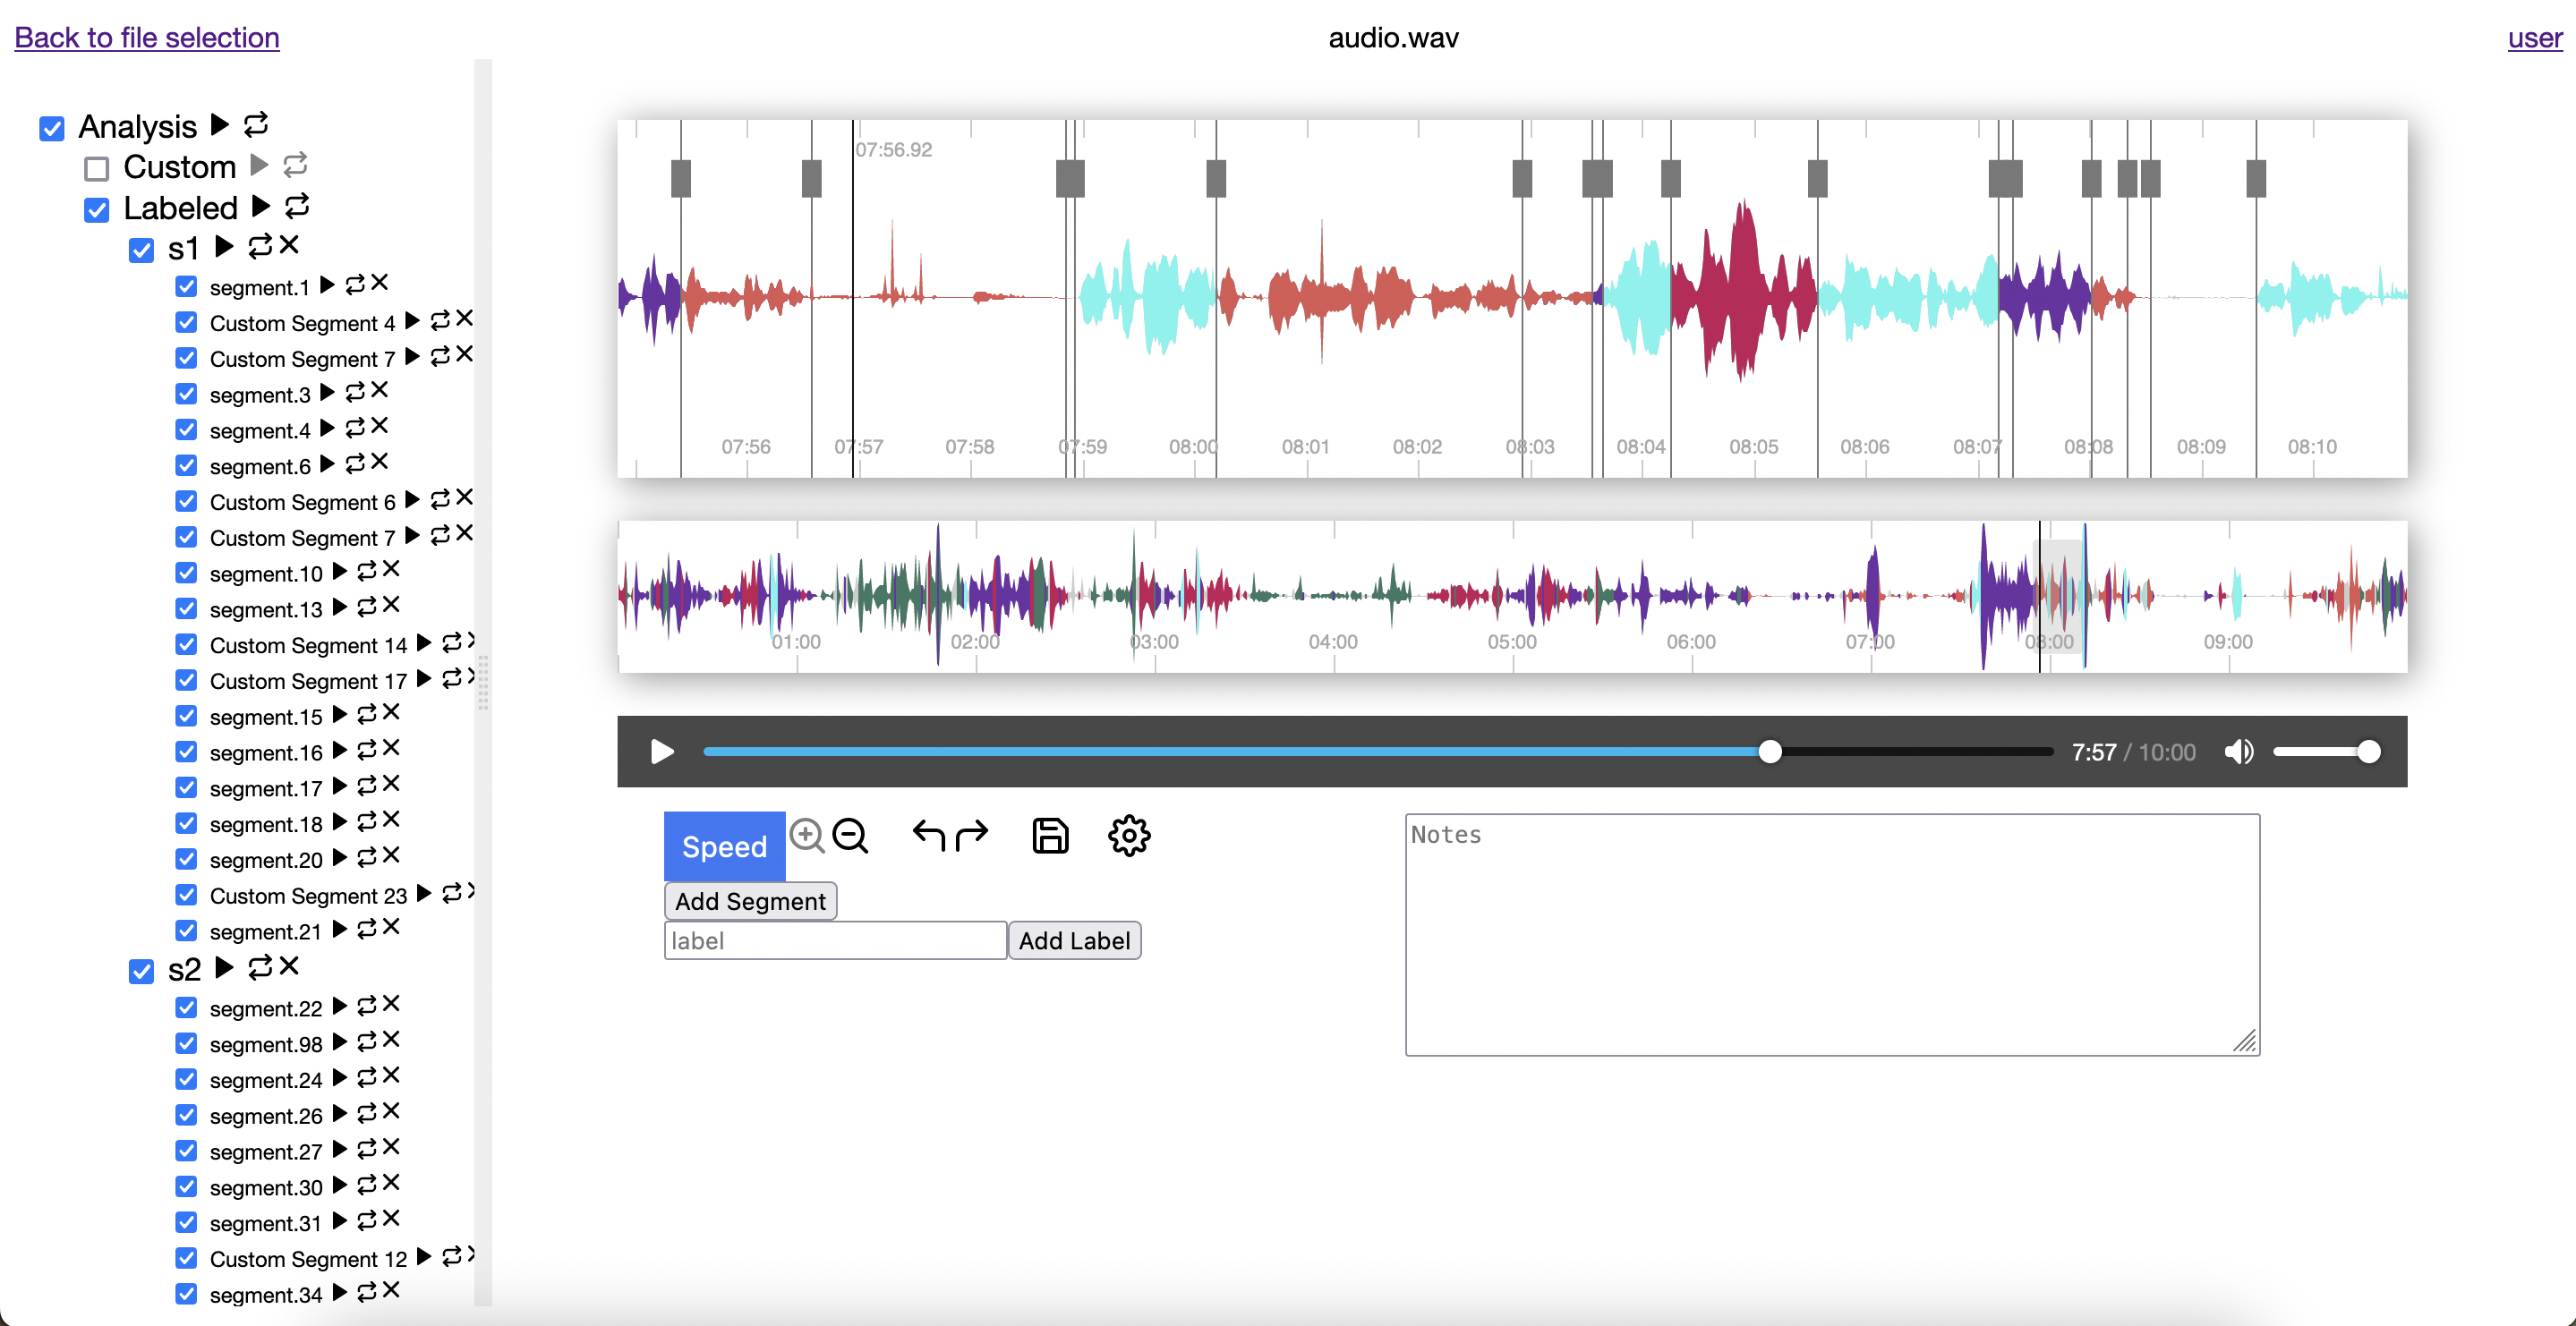 Back to file selection
audio.wav
user
Analysis
Custom
Labeled
s1
segment.1
Custom Segment 4
Custom Segment 7
segment.3
segment.4
segment.6
Custom Segment 6
Custom Segment 7
segment.10
segment.13
Custom Segment 14
Custom Segment 17
segment.15
segment.16
segment.17
segment.18
segment.20
Custom Segment 23
segment.21
s2
segment.22
segment.98
segment.24
segment.26
segment.27
segment.30
segment.31
Custom Segment 12
segment.34
07:56.92
07:56 07:57 07:58 07:59 08:00 08:01 08:02 08:03 08:04 08:05 08:06 08:07 08:08 08:09 08:10
01:00 02:00 03:00 04:00 05:00 06:00 07:00 08:00 09:00
7:57 / 10:00
Speed
Add Segment
label
Add Label
Notes